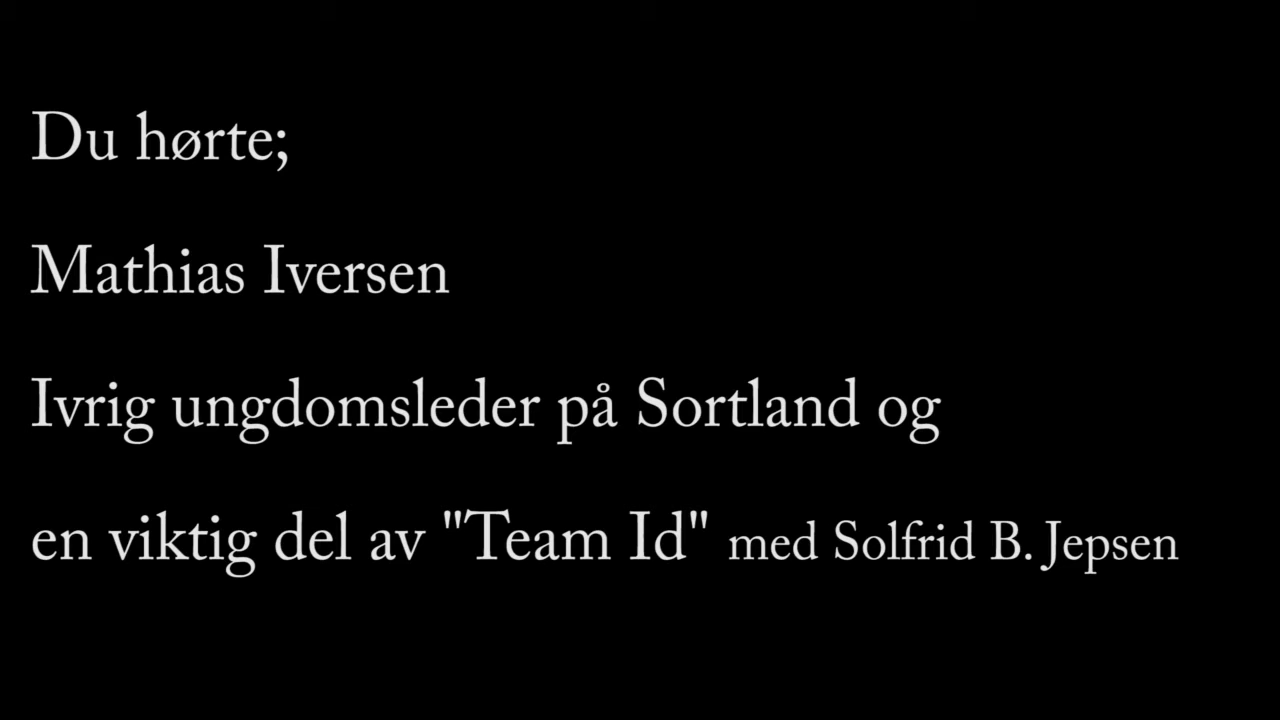 Du hørte;
Mathias Iversen
Ivrig ungdomsleder på Sortland og
en viktig del av "Team Id" med Solfrid B. Jepsen